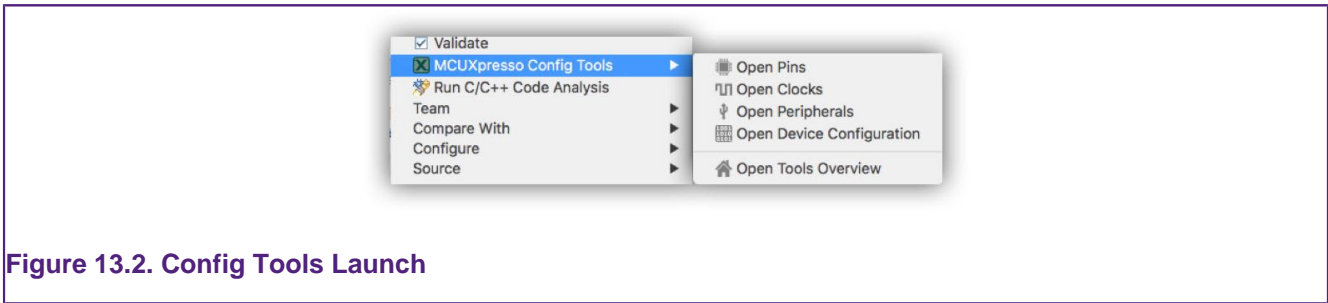 Validate
MCUXpresso Config Tools
Run C/C++ Code Analysis
Team
Compare With
Configure
Source
Open Pins
Open Clocks
Open Peripherals
Open Device Configuration
Open Tools Overview
Figure 13.2. Config Tools Launch